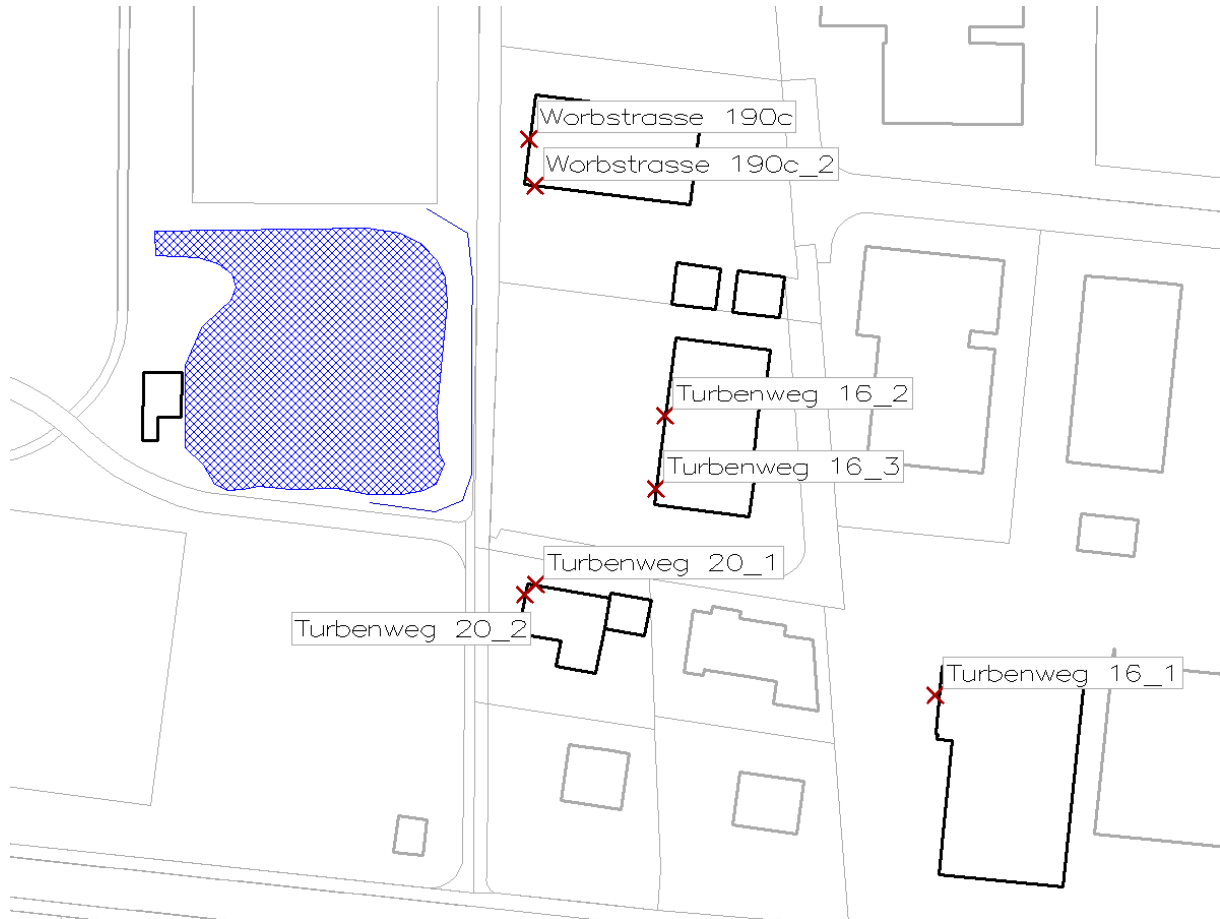 Worbstrasse 190c
Worbstrasse 190c_2
Turbenweg 16_2
Turbenweg 16_3
Turbenweg 20_1
Turbenweg 20_2
Turbenweg 16_1